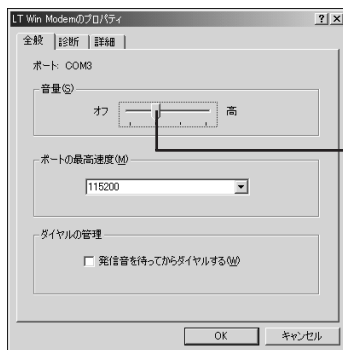 LT Win Modemのプロパティ
全般 診断 詳細
ポート: COM3
音量(S)
オフ 高
ポートの最高速度(M)
115200
ダイヤルの管理
発信音を待ってからダイヤルする(W)
OK キャンセル